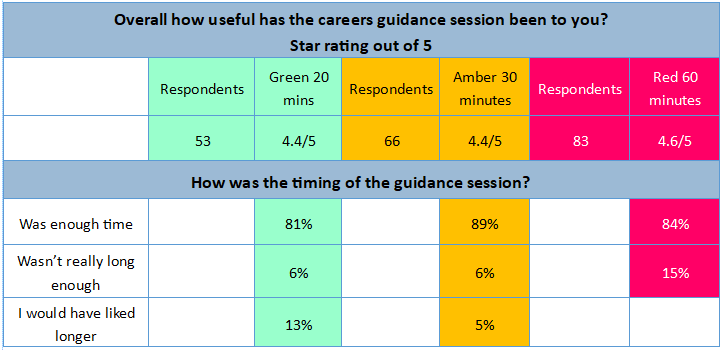 Overall how useful has the careers guidance session been to you?
Star rating out of 5
Respondents Green 20 mins Respondents Amber 30 minutes Respondents Red 60 minutes
53 4.4/5 66 4.4/5 83 4.6/5
How was the timing of the guidance session?
Was enough time 81% 89% 84%
Wasn't really long enough 6% 6% 15%
I would have liked longer 13% 5%